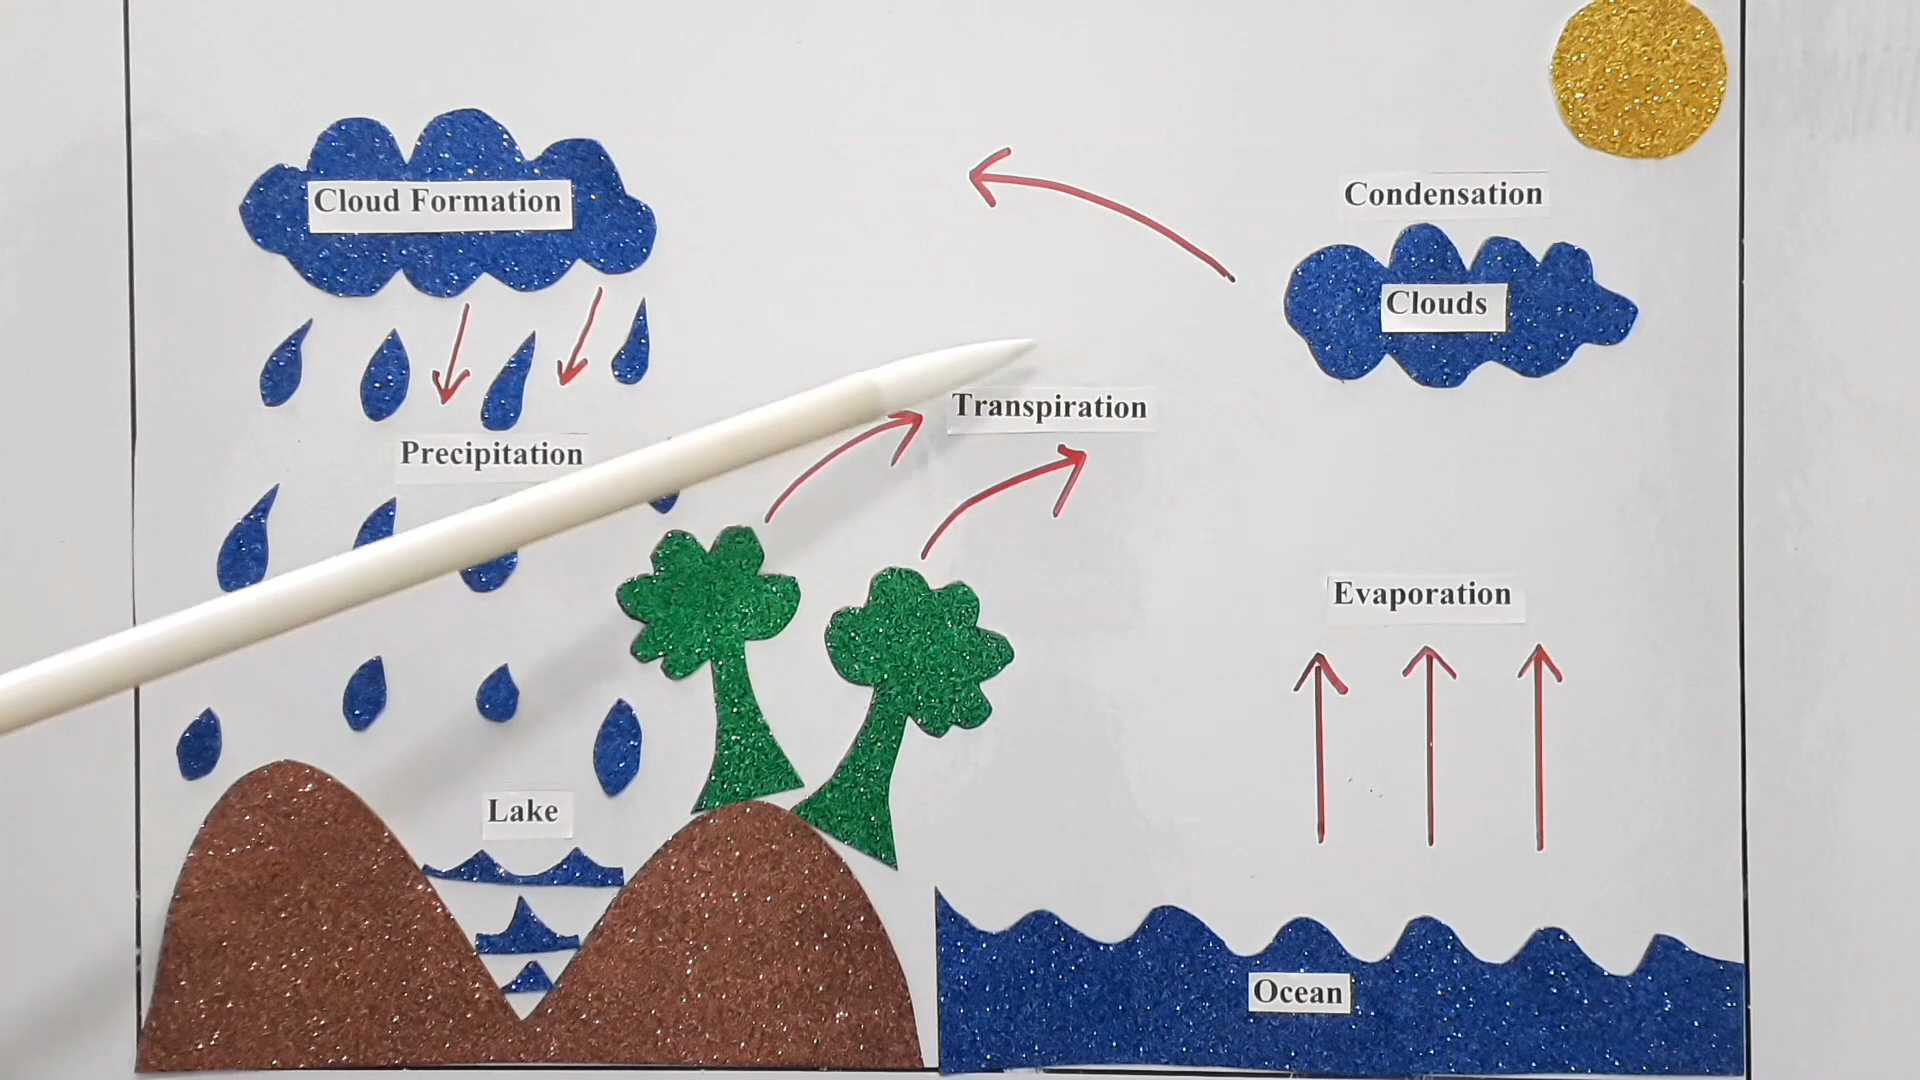 Condensation
Cloud Formation
Clouds
Transpiration
Precipitation
Evaporation
Lake
Ocean